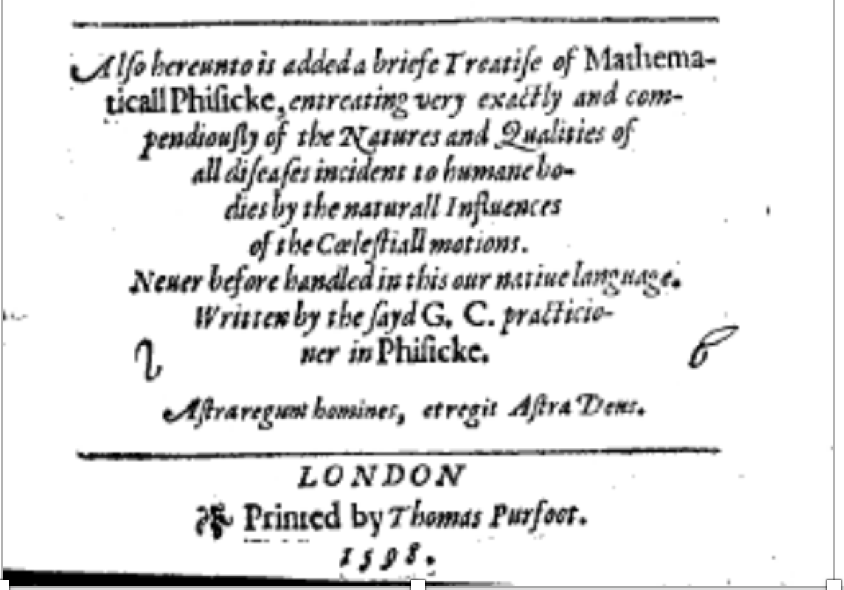 Alſo hereunto is added a briefe Treatiſe of Mathema-
ticall Phiſicke, entreating very exactly and com-
pendiouſly of the Natures and Qualities of
all diſeaſes incident to humane bo-
dies by the naturall Influences
of the Cœleſtiall motions.
Neuer before handled in this our natiue language.
Written by the ſayd G. C. practicio-
ner in Phiſicke.
Aſtra regunt homines, et regit Aſtra Deus.
LONDON
Printed by Thomas Purfoot.
1598.